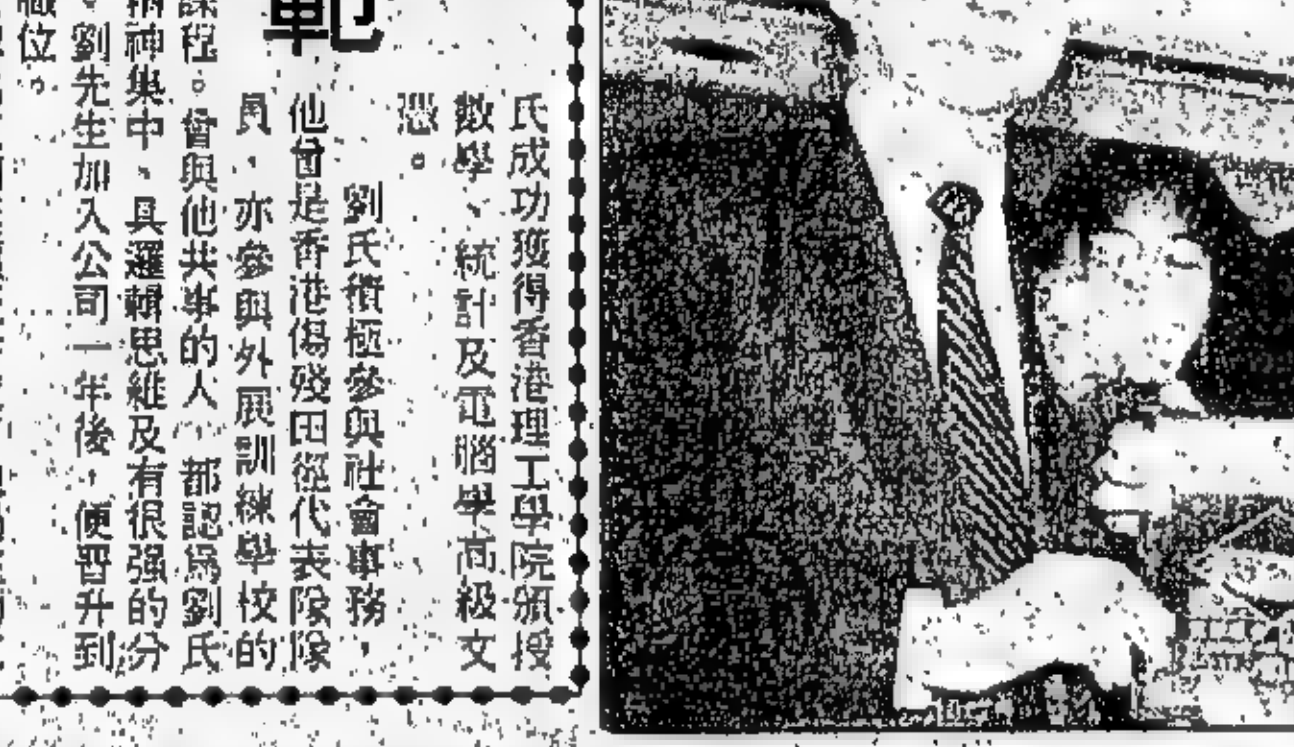 範
氏成功獲得香港理工學院頒授
數學、統計及電腦學高級文
憑。
劉氏積極參與社會事務，
他曾是香港傷殘田徑代表隊隊
員，亦參與外展訓練學校的
課程。曾與他共事的人，都認爲劉氏
精神集中、具邏輯思維及有很强的分
劉先生加入公司一年後，便晋升到
職位。